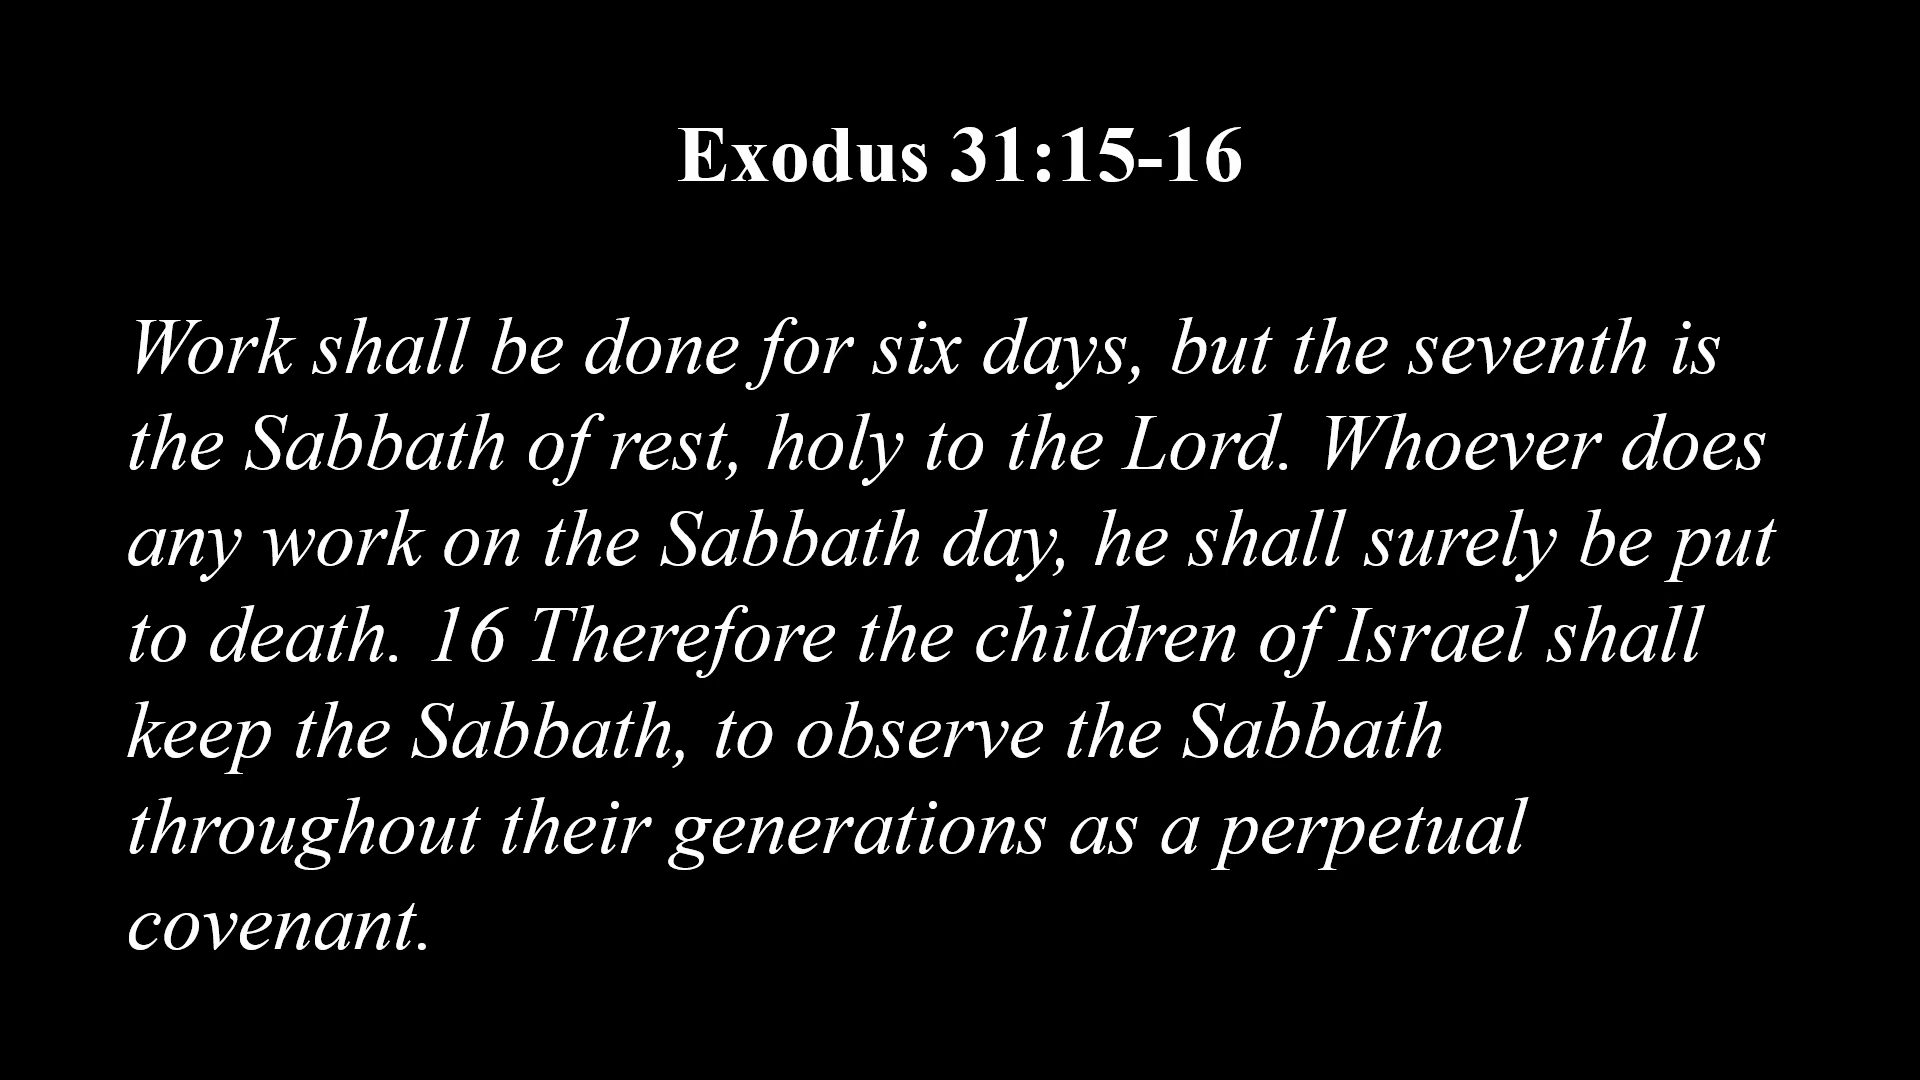 Exodus 31:15-16
Work shall be done for six days, but the seventh is
the Sabbath of rest, holy to the Lord. Whoever does
any work on the Sabbath day, he shall surely be put
to death. 16 Therefore the children of Israel shall
keep the Sabbath, to observe the Sabbath
throughout their generations as a perpetual
covenant.